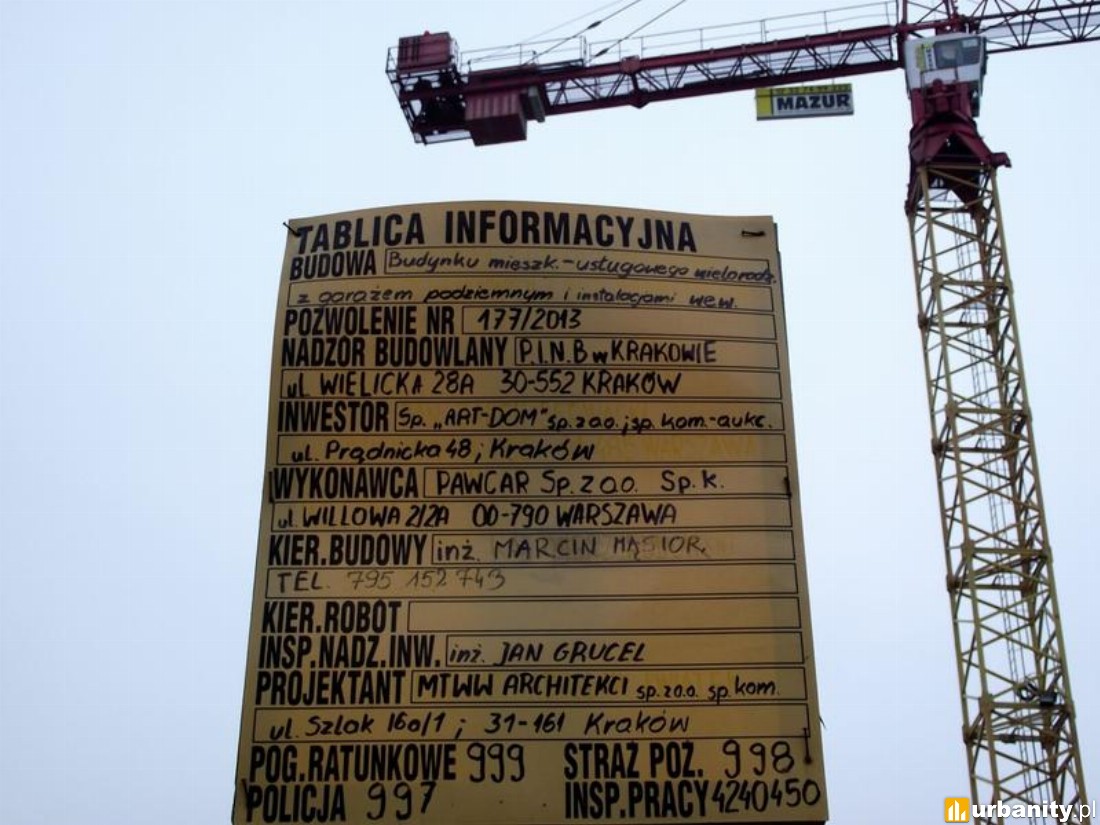 MAZUR
TABLICA INFORMACYJNA
BUDOWA Budynku mieszk.-usługowego wielorodz.
z garażem podziemnym i instalacjami wew.
POZWOLENIE NR 177/2013
NADZÓR BUDOWLANY P.I.N.B w KRAKOWIE
ul. WIELICKA 28A 30-552 KRAKÓW
INWESTOR Sp. „ART-DOM" sp. z o.o. ; sp. kom.-akc.
ul. Prądnicka 48 ; Kraków
WYKONAWCA PAWCAR Sp. z o.o. Sp. k.
ul. WILLOWA 2/2A 00-790 WARSZAWA
KIER.BUDOWY inż. MARCIN MĄSIOR.
TEL. 795 152 743
KIER.ROBÓT
INSP.NADZ.INW. inż. JAN GRUCEL
PROJEKTANT MTWW ARCHITEKCI sp. z o.o. sp. kom.
ul. Szlak 16a/1 ; 31-161 Kraków
POG.RATUNKOWE 999 STRAŻ POŻ. 998
POLICJA 997 INSP.PRACY 4240450
urbanity.pl